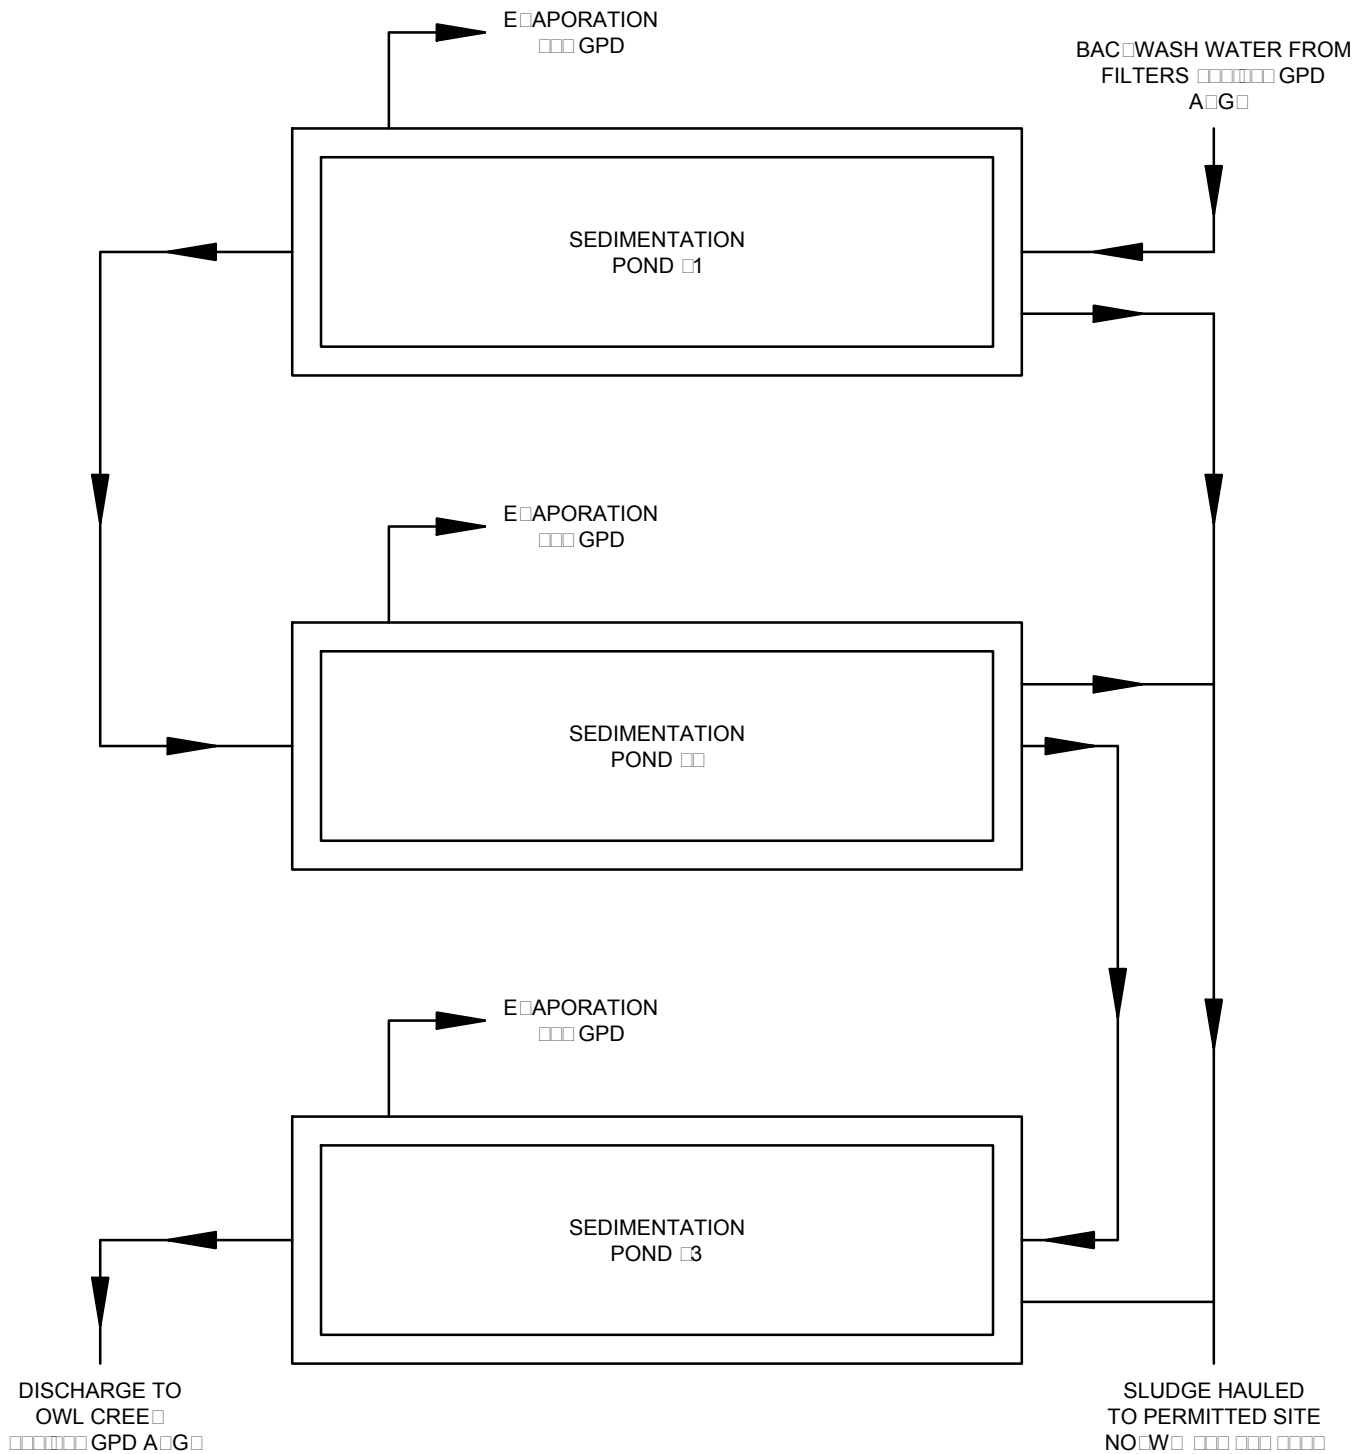 E□APORATION
□□□ GPD
BAC□WASH WATER FROM
FILTERS □□□□□□□ GPD
A□G□
SEDIMENTATION
POND □1
E□APORATION
□□□ GPD
SEDIMENTATION
POND □□
E□APORATION
□□□ GPD
SEDIMENTATION
POND □3
DISCHARGE TO
OWL CREE□
□□□□□□□ GPD A□G□
SLUDGE HAULED
TO PERMITTED SITE
NO□W□ □□□ □□□ □□□□